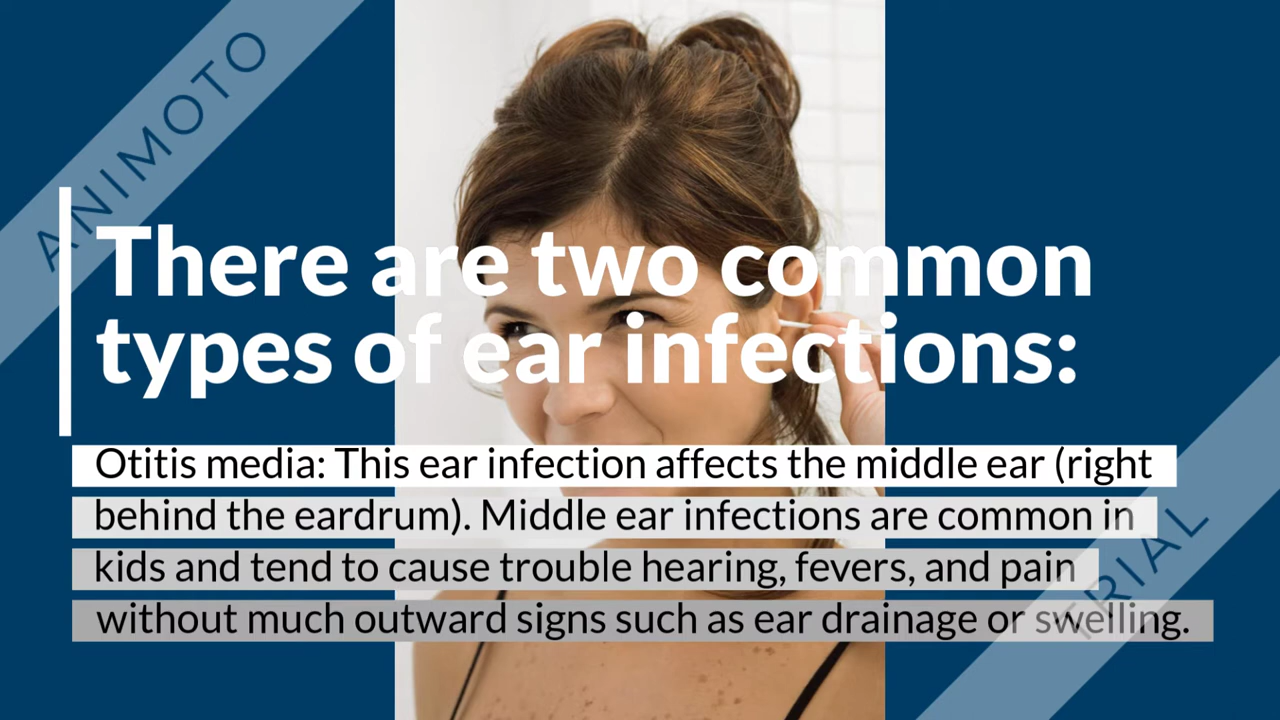 ANIMOTO
There are two common
types of ear infections:
Otitis media: This ear infection affects the middle ear (right
behind the eardrum). Middle ear infections are common in
kids and tend to cause trouble hearing, fevers, and pain
without much outward signs such as ear drainage or swelling.
TRIAL